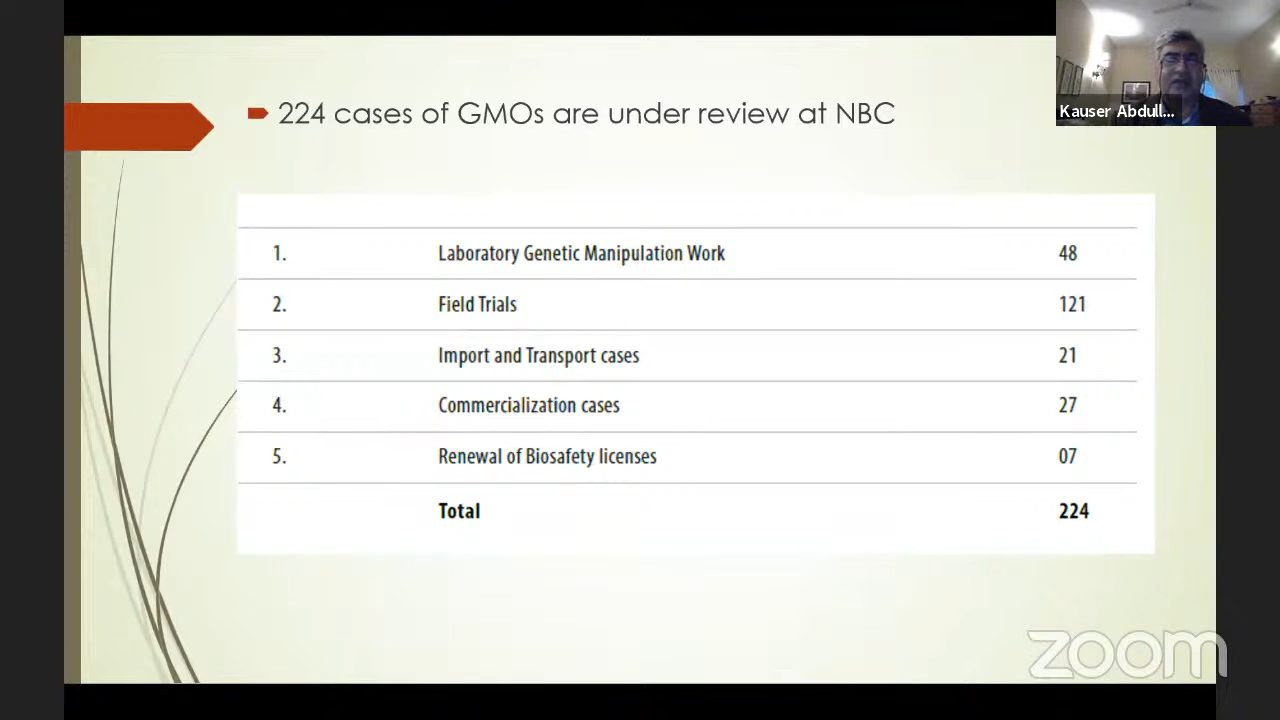 224 cases of GMOs are under review at NBC
Kauser Abdull...
1. Laboratory Genetic Manipulation Work 48
2. Field Trials 121
3. Import and Transport cases 21
4. Commercialization cases 27
5. Renewal of Biosafety licenses 07
Total 224
zoom